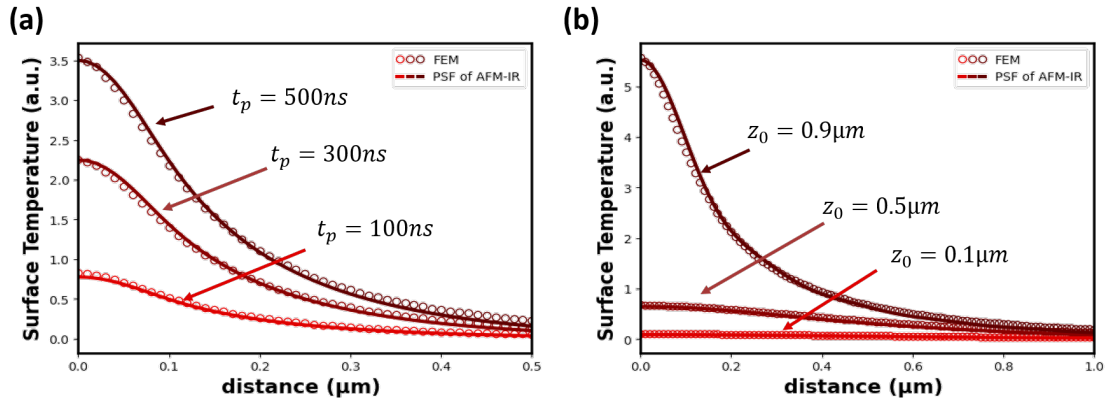 (a)
Surface Temperature (a.u.)
3.5
3.0
2.5
2.0
1.5
1.0
0.5
0.0
FEM
PSF of AFM-IR
t_p = 500ns
t_p = 300ns
t_p = 100ns
0.0 0.1 0.2 0.3 0.4 0.5
distance (μm)
(b)
Surface Temperature (a.u.)
5
4
3
2
1
0
FEM
PSF of AFM-IR
z_0 = 0.9μm
z_0 = 0.5μm
z_0 = 0.1μm
0.0 0.2 0.4 0.6 0.8 1.0
distance (μm)